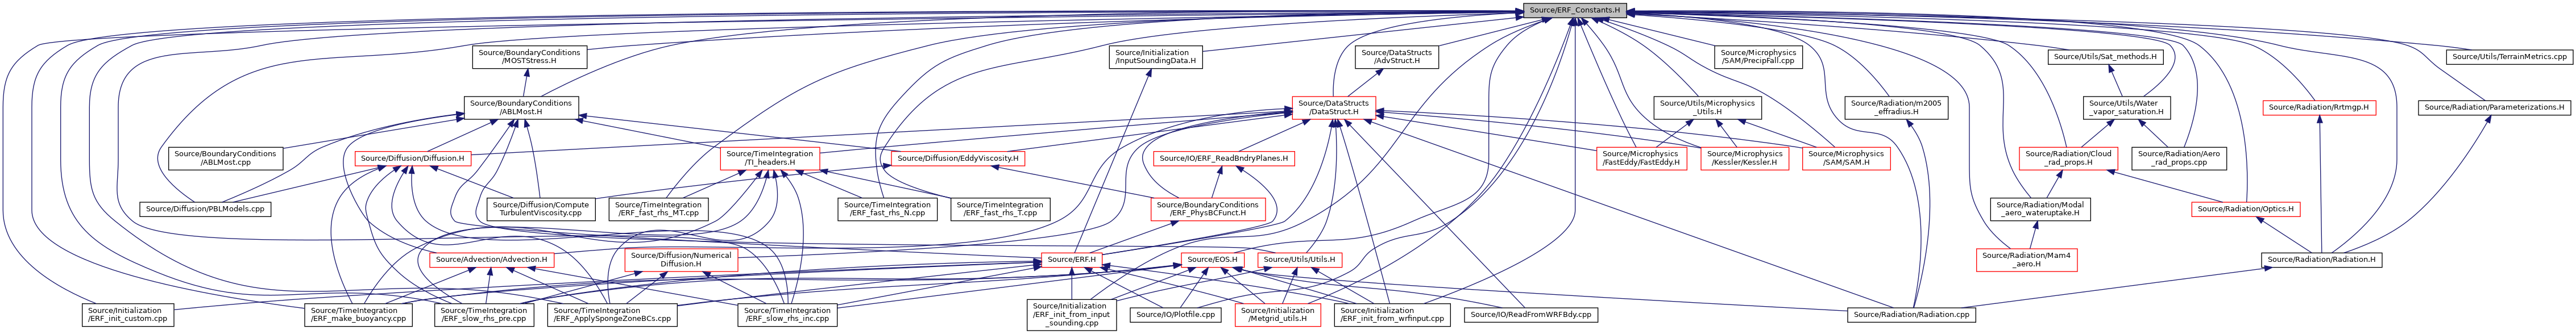 Source/ERF_Constants.H
Source/BoundaryConditions
/MOSTStress.H
Source/Initialization
/InputSoundingData.H
Source/DataStructs
/AdvStruct.H
Source/Microphysics
/SAM/PrecipFall.cpp
Source/Utils/Sat_methods.H
Source/Utils/TerrainMetrics.cpp
Source/BoundaryConditions
/ABLMost.H
Source/DataStructs
/DataStruct.H
Source/Utils/Microphysics
_Utils.H
Source/Radiation/m2005
_effradius.H
Source/Utils/Water
_vapor_saturation.H
Source/Radiation/Rrtmgp.H
Source/Radiation/Parameterizations.H
Source/BoundaryConditions
/ABLMost.cpp
Source/Diffusion/Diffusion.H
Source/TimeIntegration
/TI_headers.H
Source/Diffusion/EddyViscosity.H
Source/IO/ERF_ReadBndryPlanes.H
Source/Microphysics
/FastEddy/FastEddy.H
Source/Microphysics
/Kessler/Kessler.H
Source/Microphysics
/SAM/SAM.H
Source/Radiation/Cloud
_rad_props.H
Source/Radiation/Aero
_rad_props.cpp
Source/Diffusion/PBLModels.cpp
Source/Diffusion/Compute
TurbulentViscosity.cpp
Source/TimeIntegration
/ERF_fast_rhs_MT.cpp
Source/TimeIntegration
/ERF_fast_rhs_N.cpp
Source/TimeIntegration
/ERF_fast_rhs_T.cpp
Source/BoundaryConditions
/ERF_PhysBCFunct.H
Source/Radiation/Modal
_aero_wateruptake.H
Source/Radiation/Optics.H
Source/Advection/Advection.H
Source/Diffusion/Numerical
Diffusion.H
Source/ERF.H
Source/EOS.H
Source/Utils/Utils.H
Source/Radiation/Mam4
_aero.H
Source/Radiation/Radiation.H
Source/Initialization
/ERF_init_custom.cpp
Source/TimeIntegration
/ERF_make_buoyancy.cpp
Source/TimeIntegration
/ERF_slow_rhs_pre.cpp
Source/TimeIntegration
/ERF_ApplySpongeZoneBCs.cpp
Source/TimeIntegration
/ERF_slow_rhs_inc.cpp
Source/Initialization
/ERF_init_from_input
_sounding.cpp
Source/IO/Plotfile.cpp
Source/Initialization
/Metgrid_utils.H
Source/Initialization
/ERF_init_from_wrfinput.cpp
Source/IO/ReadFromWRFBdy.cpp
Source/Radiation/Radiation.cpp